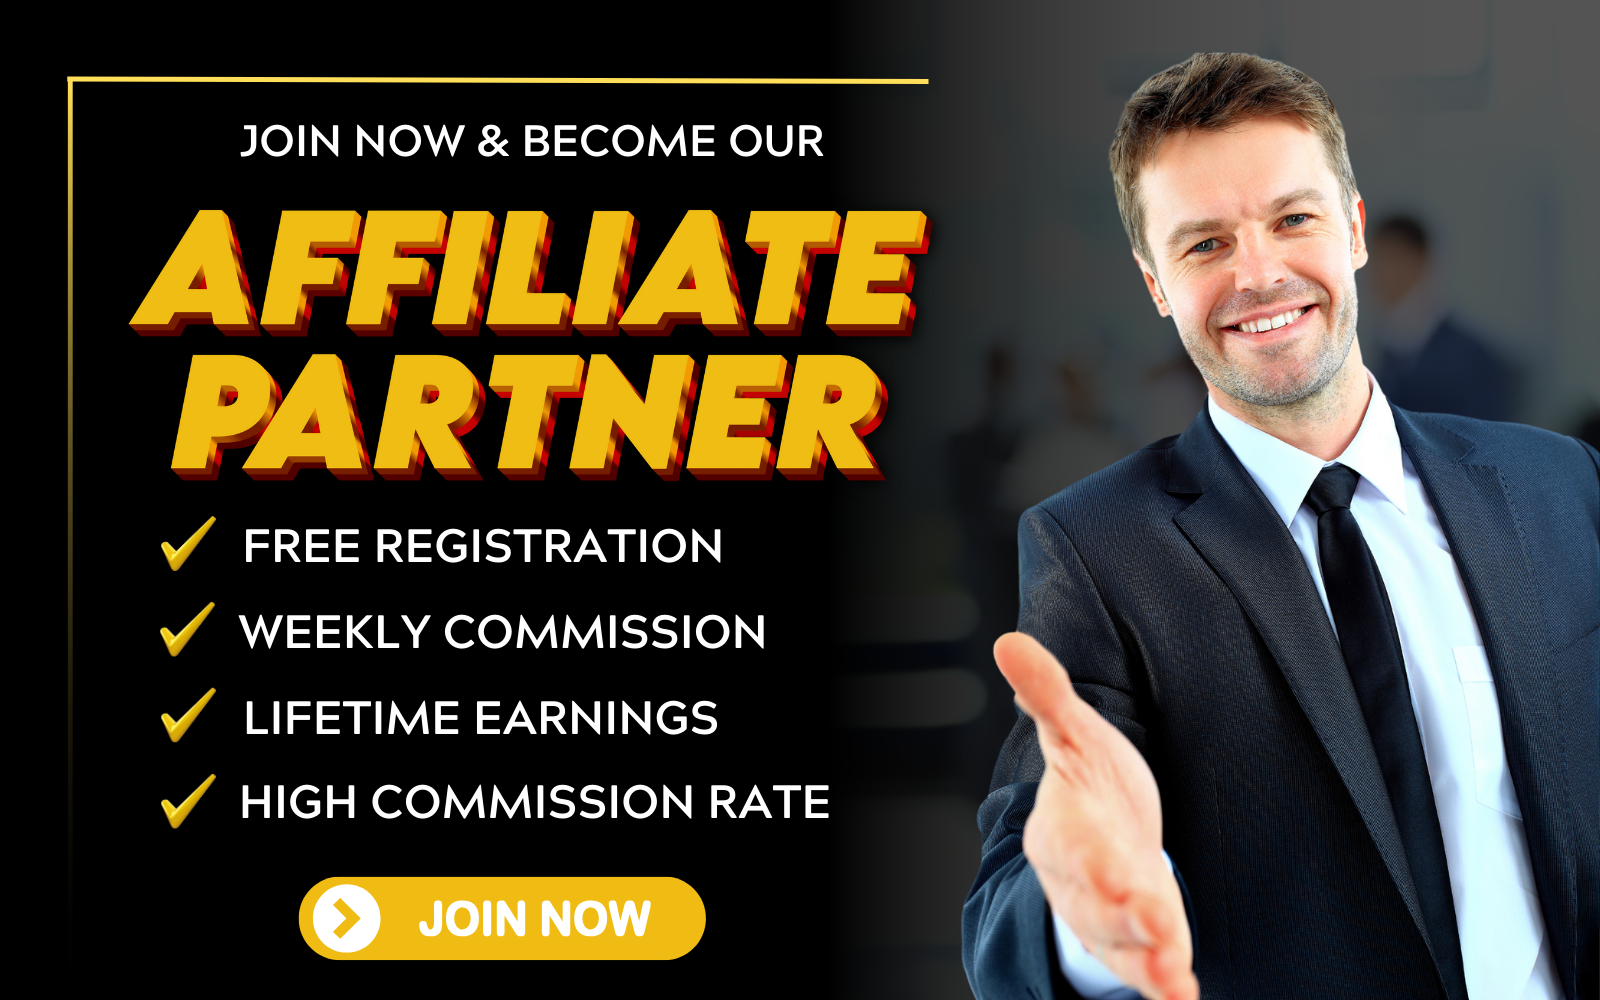 JOIN NOW & BECOME OUR
AFFILIATE
PARTNER
FREE REGISTRATION
WEEKLY COMMISSION
LIFETIME EARNINGS
HIGH COMMISSION RATE
JOIN NOW